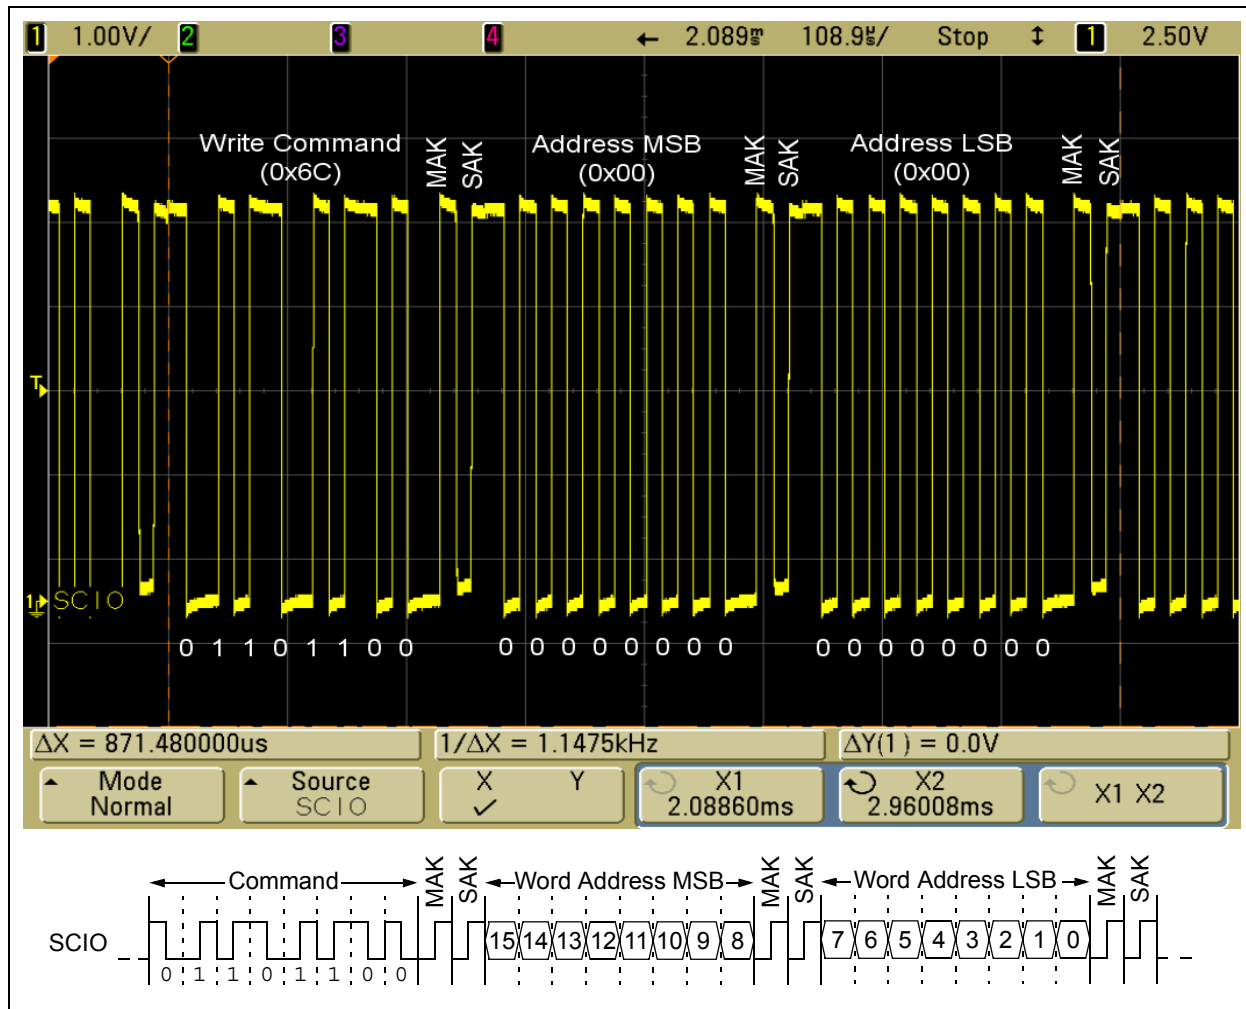 1 1.00V/ 2 3 4 ← 2.089ms 108.9us/ Stop ↕ 1 2.50V
Write Command MAK SAK Address MSB MAK SAK Address LSB MAK SAK
(0x6C) (0x00) (0x00)
T
1 SCIO
0 1 1 0 1 1 0 0 0 0 0 0 0 0 0 0 0 0 0 0 0 0 0 0
ΔX = 871.480000us 1/ΔX = 1.1475kHz ΔY(1) = 0.0V
Mode Source X Y X1 X2 X1 X2
Normal SCIO ✓ 2.08860ms 2.96008ms
Command MAK SAK Word Address MSB MAK SAK Word Address LSB MAK SAK
SCIO 15 14 13 12 11 10 9 8 7 6 5 4 3 2 1 0
0 1 1 0 1 1 0 0